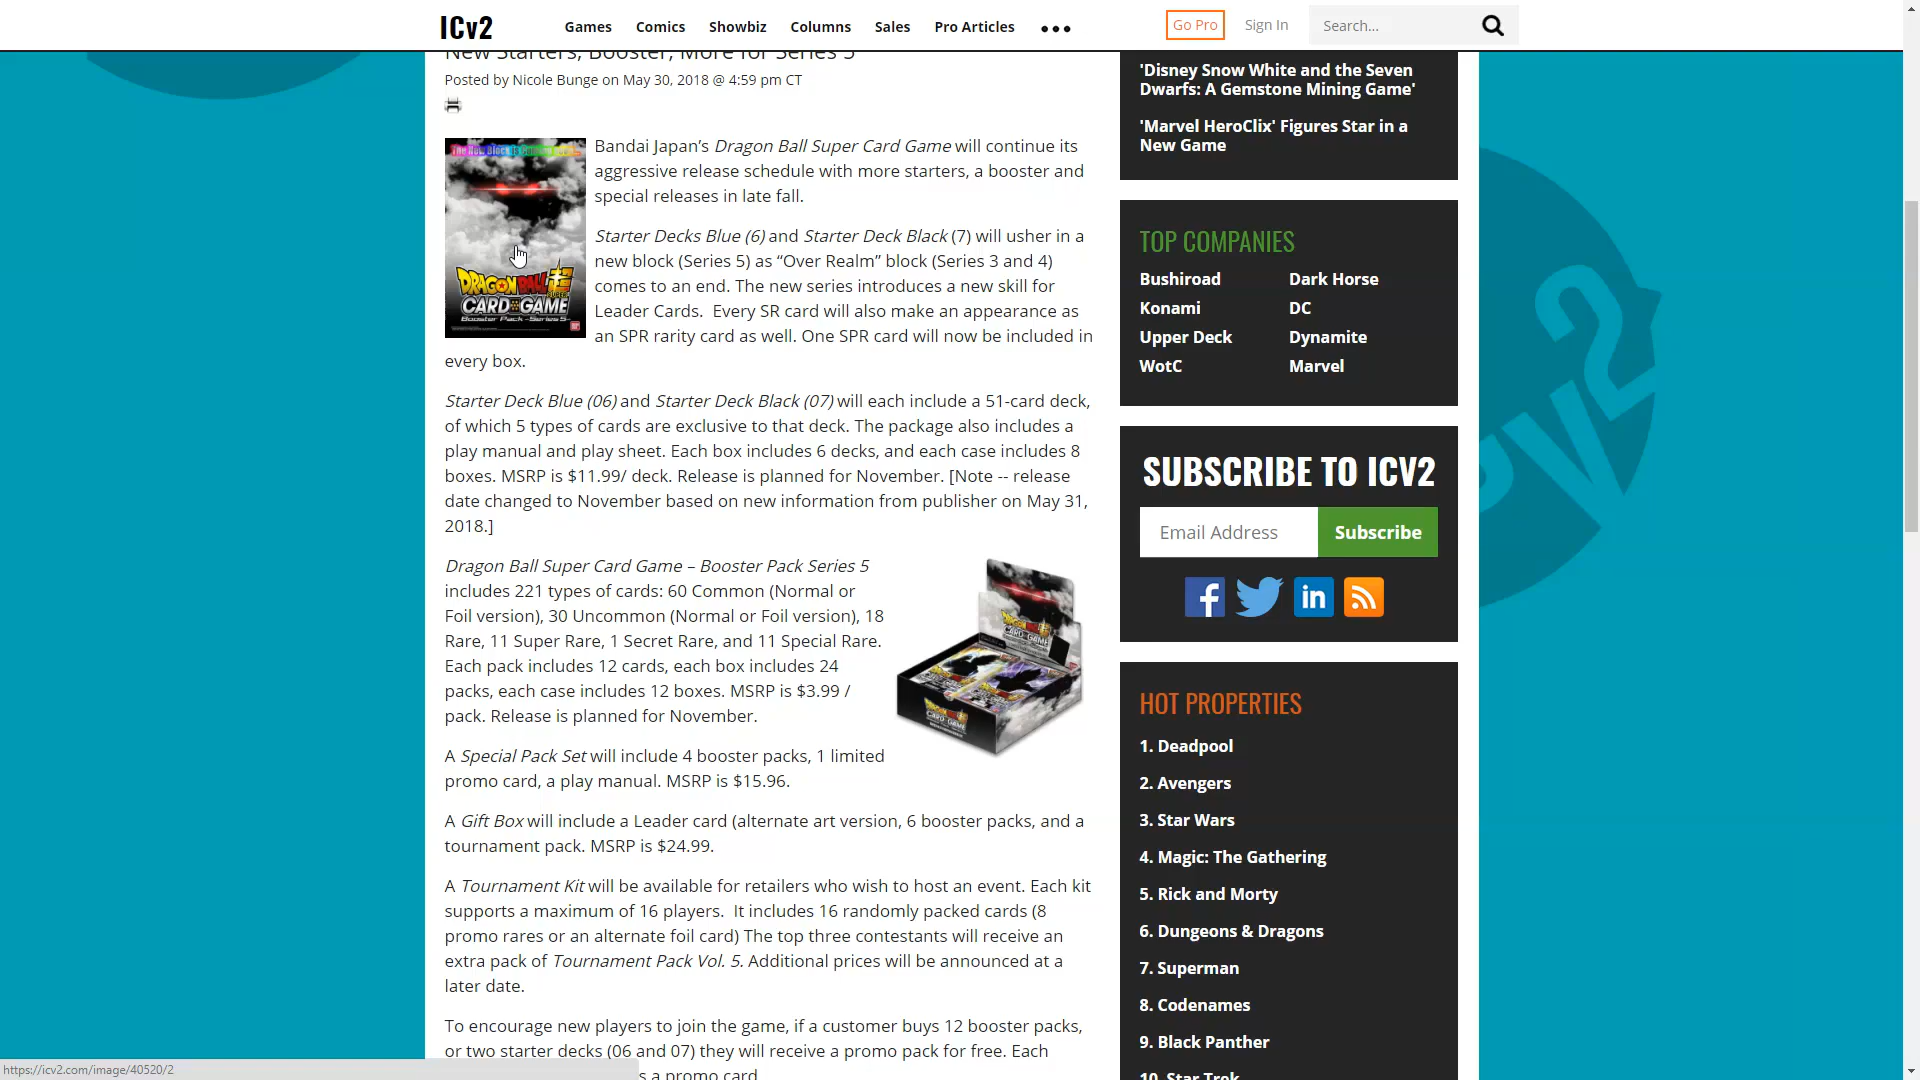 ICv2
Games
Comics
Showbiz
Columns
Sales
Pro Articles
Go Pro
Sign In
Search...
New Starters, Booster, More for Series 5
Posted by Nicole Bunge on May 30, 2018 @ 4:59 pm CT
Bandai Japan’s Dragon Ball Super Card Game will continue its
aggressive release schedule with more starters, a booster and
special releases in late fall.
DRAGON BALL
CARD GAME
Booster Pack -Series 5-
Starter Decks Blue (6) and Starter Deck Black (7) will usher in a
new block (Series 5) as “Over Realm” block (Series 3 and 4)
comes to an end. The new series introduces a new skill for
Leader Cards.  Every SR card will also make an appearance as
an SPR rarity card as well. One SPR card will now be included in
every box.
Starter Deck Blue (06) and Starter Deck Black (07) will each include a 51-card deck,
of which 5 types of cards are exclusive to that deck. The package also includes a
play manual and play sheet. Each box includes 6 decks, and each case includes 8
boxes. MSRP is $11.99/ deck. Release is planned for November. [Note -- release
date changed to November based on new information from publisher on May 31,
2018.]
Dragon Ball Super Card Game – Booster Pack Series 5
includes 221 types of cards: 60 Common (Normal or
Foil version), 30 Uncommon (Normal or Foil version), 18
Rare, 11 Super Rare, 1 Secret Rare, and 11 Special Rare.
Each pack includes 12 cards, each box includes 24
packs, each case includes 12 boxes. MSRP is $3.99 /
pack. Release is planned for November.
A Special Pack Set will include 4 booster packs, 1 limited
promo card, a play manual. MSRP is $15.96.
A Gift Box will include a Leader card (alternate art version, 6 booster packs, and a
tournament pack. MSRP is $24.99.
A Tournament Kit will be available for retailers who wish to host an event. Each kit
supports a maximum of 16 players.  It includes 16 randomly packed cards (8
promo rares or an alternate foil card) The top three contestants will receive an
extra pack of Tournament Pack Vol. 5. Additional prices will be announced at a
later date.
To encourage new players to join the game, if a customer buys 12 booster packs,
or two starter decks (06 and 07) they will receive a promo pack for free. Each
s a promo card.
https://icv2.com/image/40520/2
'Disney Snow White and the Seven
Dwarfs: A Gemstone Mining Game'
'Marvel HeroClix' Figures Star in a
New Game
TOP COMPANIES
Bushiroad
Dark Horse
Konami
DC
Upper Deck
Dynamite
WotC
Marvel
SUBSCRIBE TO ICV2
Email Address
Subscribe
HOT PROPERTIES
1. Deadpool
2. Avengers
3. Star Wars
4. Magic: The Gathering
5. Rick and Morty
6. Dungeons & Dragons
7. Superman
8. Codenames
9. Black Panther
10. Star Trek